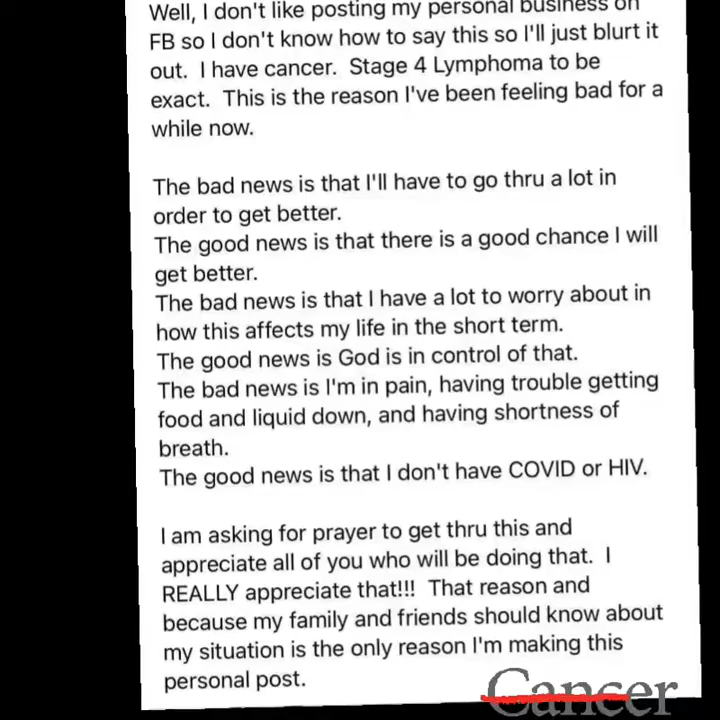 Well, I don't like posting my personal business on
FB so I don't know how to say this so I'll just blurt it
out. I have cancer. Stage 4 Lymphoma to be
exact. This is the reason I've been feeling bad for a
while now.
The bad news is that I'll have to go thru a lot in
order to get better.
The good news is that there is a good chance I will
get better.
The bad news is that I have a lot to worry about in
how this affects my life in the short term.
The good news is God is in control of that.
The bad news is I'm in pain, having trouble getting
food and liquid down, and having shortness of
breath.
The good news is that I don't have COVID or HIV.
I am asking for prayer to get thru this and
appreciate all of you who will be doing that. I
REALLY appreciate that!!! That reason and
because my family and friends should know about
my situation is the only reason I'm making this
personal post.
Cancer